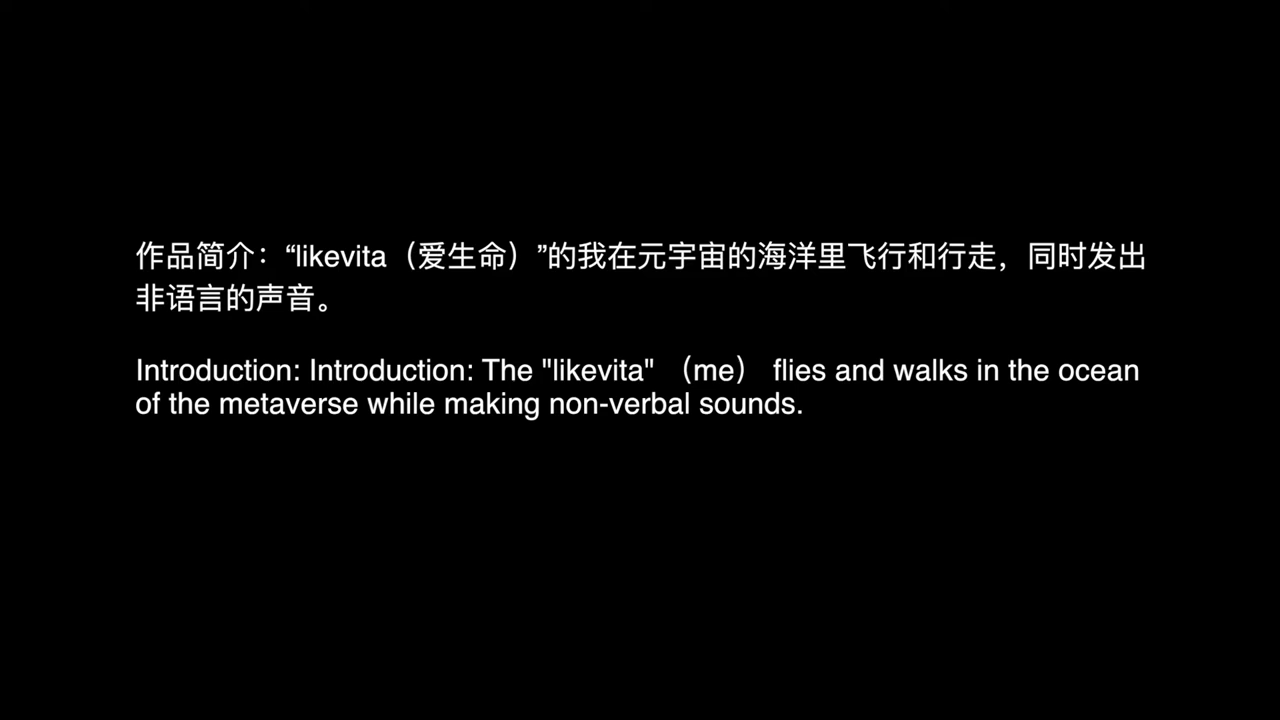 作品简介：“likevita（爱生命）”的我在元宇宙的海洋里飞行和行走，同时发出
非语言的声音。
Introduction: Introduction: The "likevita" （me） flies and walks in the ocean
of the metaverse while making non-verbal sounds.